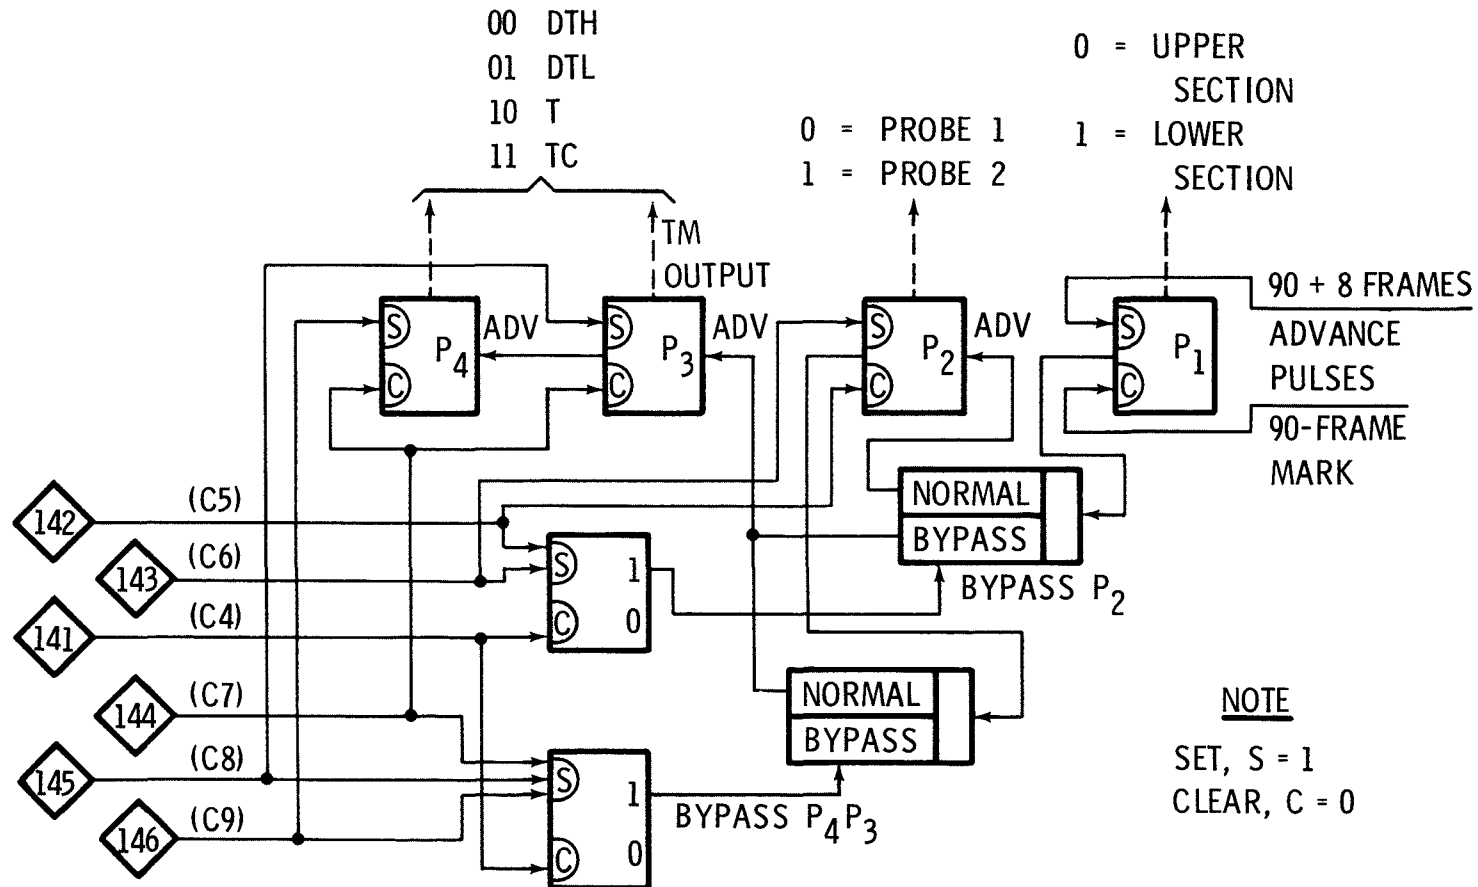 00 DTH
01 DTL
10 T
11 TC
0 = PROBE 1
1 = PROBE 2
0 = UPPER
SECTION
1 = LOWER
SECTION
TM
OUTPUT
S
C
P4
ADV
S
C
P3
ADV
S
C
P2
ADV
S
C
P1
90 + 8 FRAMES
ADVANCE
PULSES
90-FRAME
MARK
142
(C5)
143
(C6)
141
(C4)
144
(C7)
145
(C8)
146
(C9)
S
C
1
0
NORMAL
BYPASS
BYPASS P2
NORMAL
BYPASS
S
C
1
0
BYPASS P4P3
NOTE
SET, S = 1
CLEAR, C = 0